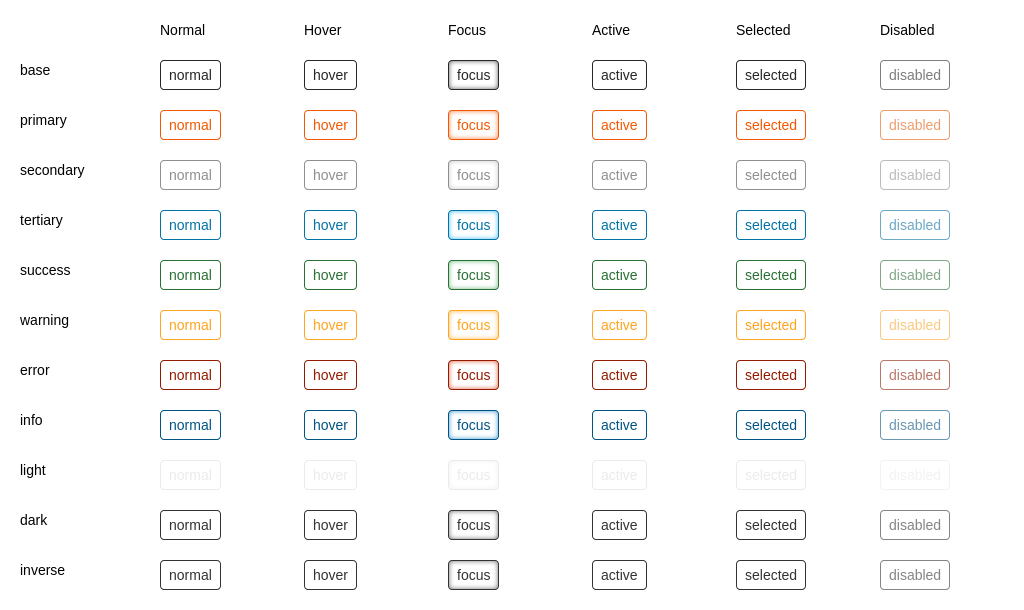 Normal Hover Focus Active Selected Disabled
base normal hover focus active selected disabled
primary normal hover focus active selected disabled
secondary normal hover focus active selected disabled
tertiary normal hover focus active selected disabled
success normal hover focus active selected disabled
warning normal hover focus active selected disabled
error normal hover focus active selected disabled
info normal hover focus active selected disabled
light normal hover focus active selected disabled
dark normal hover focus active selected disabled
inverse normal hover focus active selected disabled